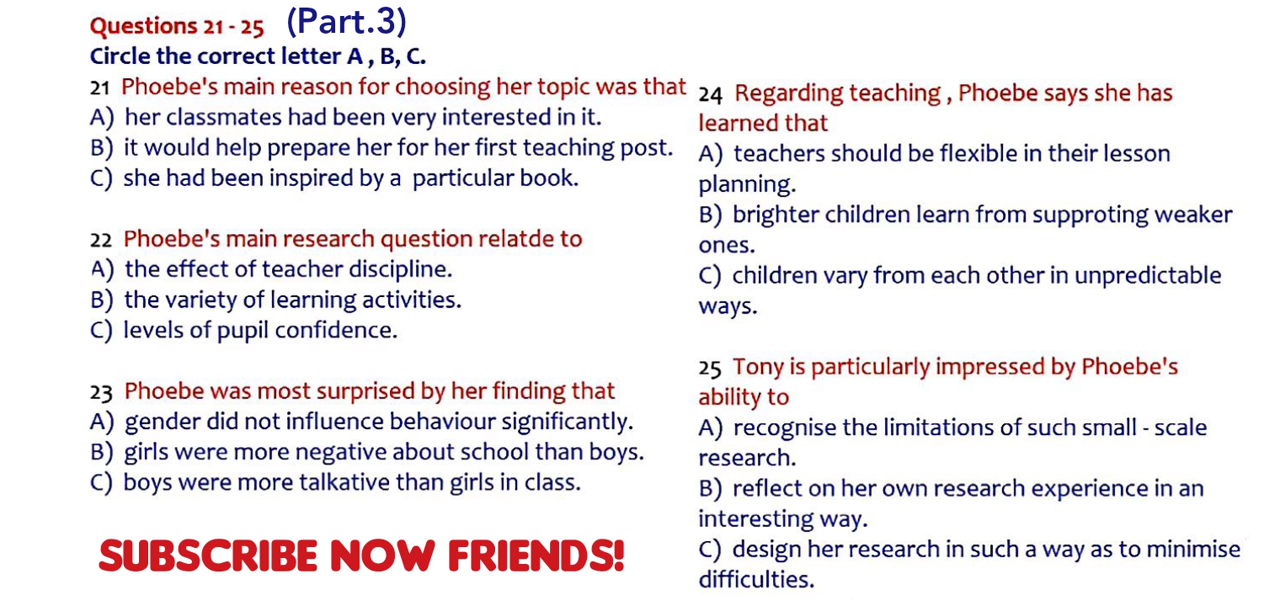 Questions 21 - 25 (Part.3)
Circle the correct letter A , B, C.
21 Phoebe's main reason for choosing her topic was that
A) her classmates had been very interested in it.
B) it would help prepare her for her first teaching post.
C) she had been inspired by a particular book.
22 Phoebe's main research question relatde to
A) the effect of teacher discipline.
B) the variety of learning activities.
C) levels of pupil confidence.
23 Phoebe was most surprised by her finding that
A) gender did not influence behaviour significantly.
B) girls were more negative about school than boys.
C) boys were more talkative than girls in class.
SUBSCRIBE NOW FRIENDS!
24 Regarding teaching , Phoebe says she has
learned that
A) teachers should be flexible in their lesson
planning.
B) brighter children learn from supproting weaker
ones.
C) children vary from each other in unpredictable
ways.
25 Tony is particularly impressed by Phoebe's
ability to
A) recognise the limitations of such small - scale
research.
B) reflect on her own research experience in an
interesting way.
C) design her research in such a way as to minimise
difficulties.